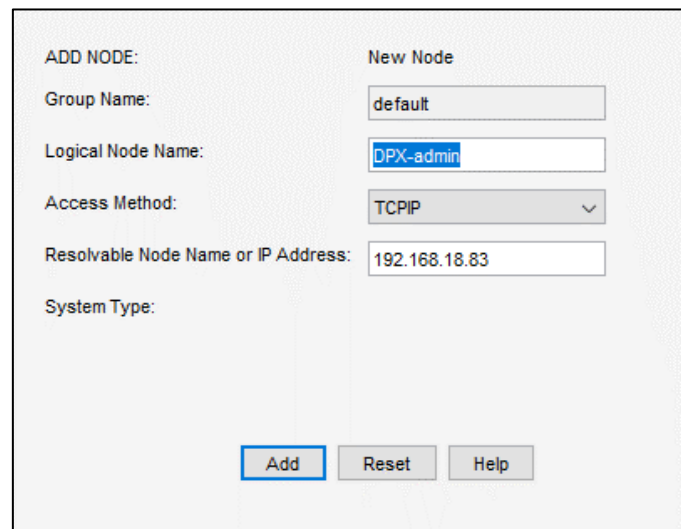 ADD NODE: New Node
Group Name: default
Logical Node Name: DPX-admin
Access Method: TCPIP
Resolvable Node Name or IP Address: 192.168.18.83
System Type:
Add Reset Help